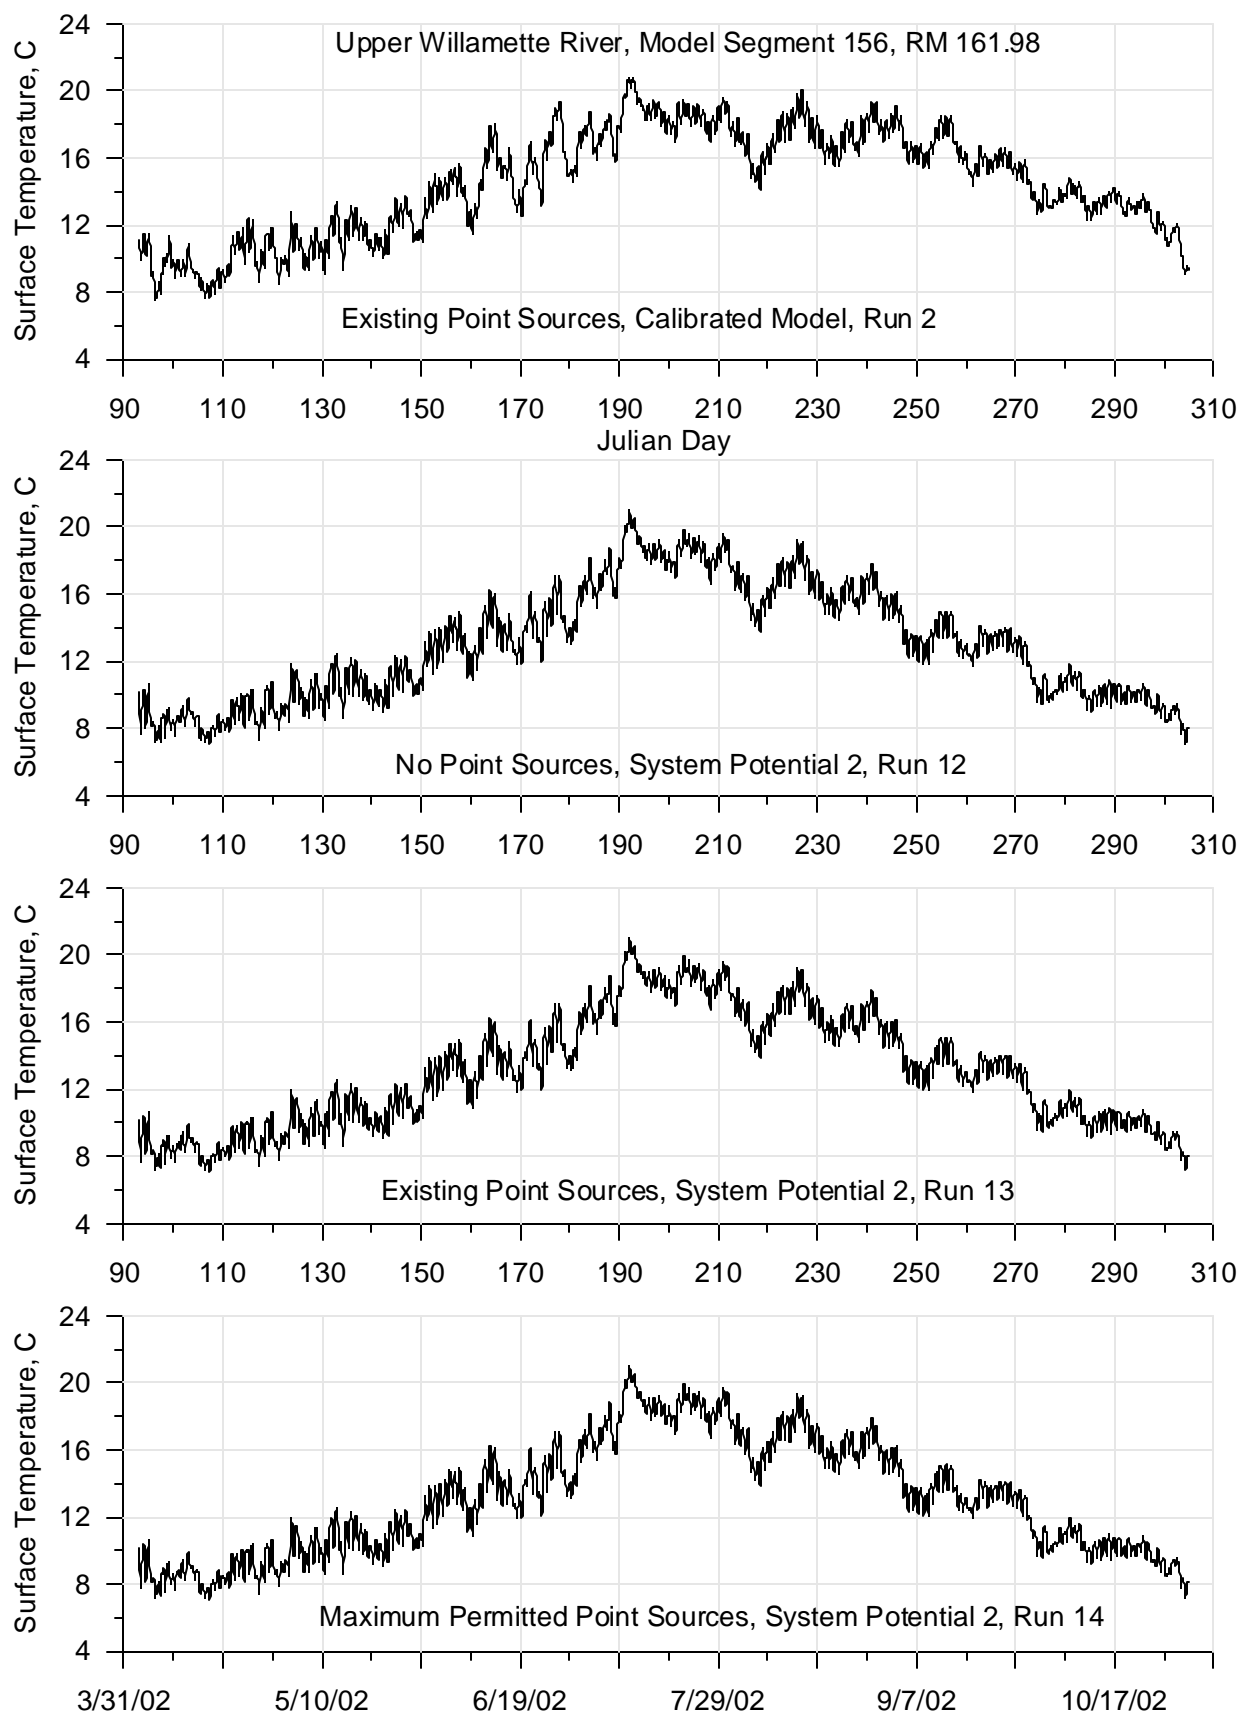 24
Upper Willamette River, Model Segment 156, RM 161.98
20
16
12
8
4
Surface Temperature, C
Existing Point Sources, Calibrated Model, Run 2
90 110 130 150 170 190 210 230 250 270 290 310
Julian Day
24
20
16
12
8
4
Surface Temperature, C
No Point Sources, System Potential 2, Run 12
90 110 130 150 170 190 210 230 250 270 290 310
24
20
16
12
8
4
Surface Temperature, C
Existing Point Sources, System Potential 2, Run 13
90 110 130 150 170 190 210 230 250 270 290 310
24
20
16
12
8
4
Surface Temperature, C
Maximum Permitted Point Sources, System Potential 2, Run 14
3/31/02 5/10/02 6/19/02 7/29/02 9/7/02 10/17/02